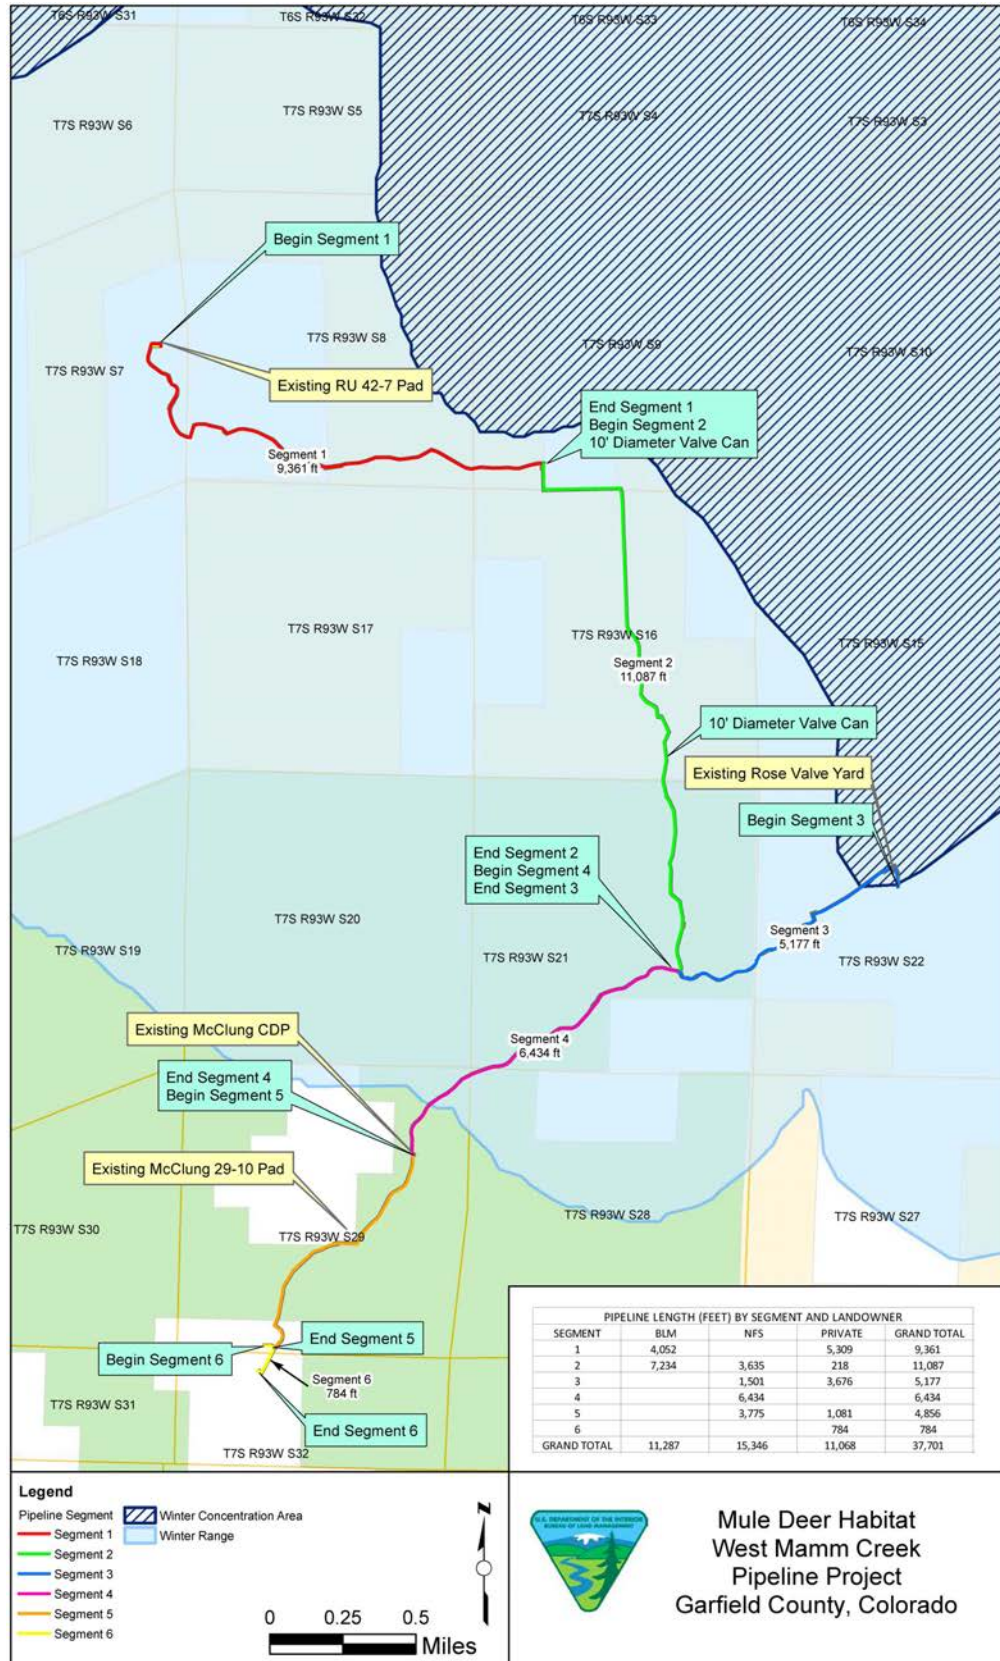 T6S R93W S31
T6S R93W S32
T6S R93W S33
T6S R93W S34
T7S R93W S6
T7S R93W S5
T7S R93W S4
T7S R93W S3
Begin Segment 1
T7S R93W S7
T7S R93W S8
T7S R93W S9
T7S R93W S10
Existing RU 42-7 Pad
End Segment 1
Begin Segment 2
10' Diameter Valve Can
Segment 1
9,361 ft
T7S R93W S18
T7S R93W S17
T7S R93W S16
T7S R93W S15
Segment 2
11,087 ft
10' Diameter Valve Can
Existing Rose Valve Yard
Begin Segment 3
End Segment 2
Begin Segment 4
End Segment 3
T7S R93W S19
T7S R93W S20
T7S R93W S21
Segment 3
5,177 ft
T7S R93W S22
Existing McClung CDP
Segment 4
6,434 ft
End Segment 4
Begin Segment 5
Existing McClung 29-10 Pad
T7S R93W S30
T7S R93W S29
T7S R93W S28
T7S R93W S27
End Segment 5
Begin Segment 6
Segment 6
784 ft
End Segment 6
T7S R93W S31
T7S R93W S32
PIPELINE LENGTH (FEET) BY SEGMENT AND LANDOWNER
SEGMENT BLM NFS PRIVATE GRAND TOTAL
1 4,052 5,309 9,361
2 7,234 3,635 218 11,087
3 1,501 3,676 5,177
4 6,434 6,434
5 3,775 1,081 4,856
6 784 784
GRAND TOTAL 11,287 15,346 11,068 37,701
Legend
Pipeline Segment
Segment 1
Segment 2
Segment 3
Segment 4
Segment 5
Segment 6
Winter Concentration Area
Winter Range
N
0 0.25 0.5
Miles
U.S. DEPARTMENT OF THE INTERIOR
BUREAU OF LAND MANAGEMENT
Mule Deer Habitat
West Mamm Creek
Pipeline Project
Garfield County, Colorado